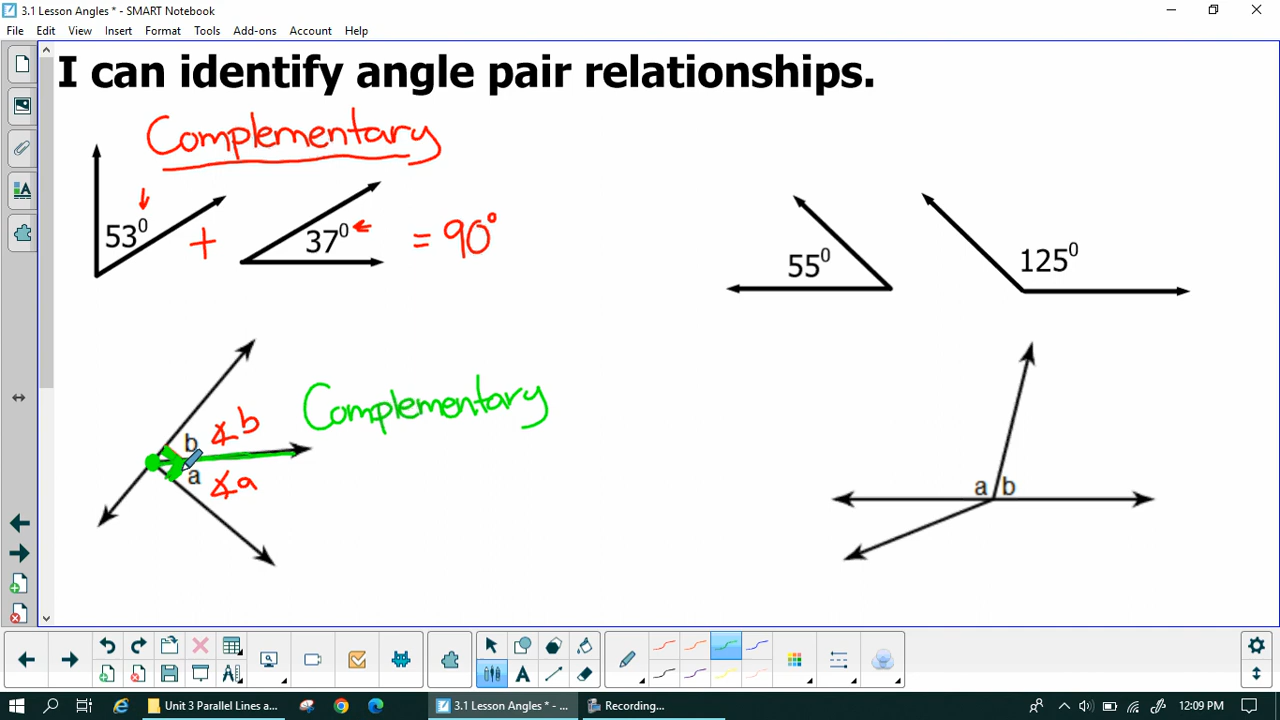 3.1 Lesson Angles * - SMART Notebook
File Edit View Insert Format Tools Add-ons Account Help
I can identify angle pair relationships.
Complementary
53⁰ + 37⁰ = 90°
55⁰ 125⁰
Complementary
b ∡b
a ∡a
a b
Unit 3 Parallel Lines a... 3.1 Lesson Angles * - ... Recording... 12:09 PM